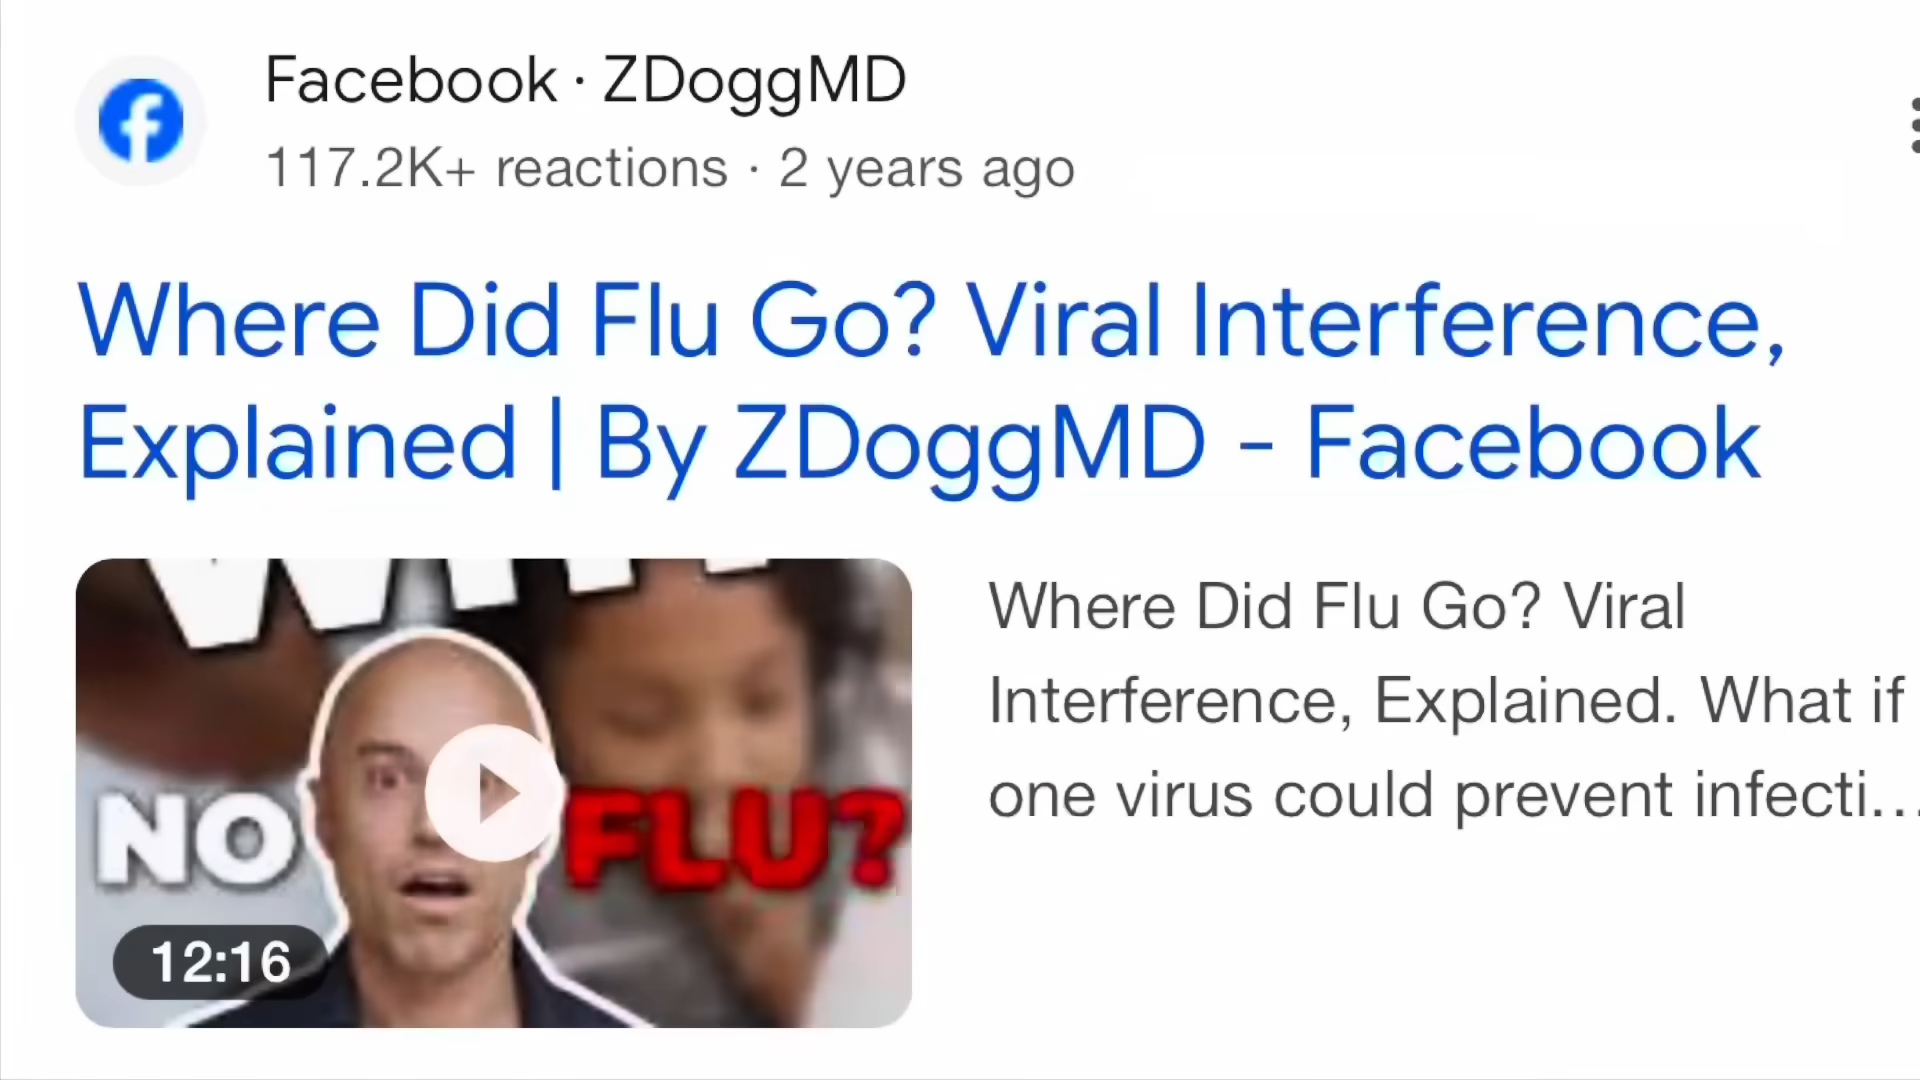 Facebook · ZDoggMD
117.2K+ reactions · 2 years ago
Where Did Flu Go? Viral Interference,
Explained | By ZDoggMD - Facebook
NO FLU?
12:16
Where Did Flu Go? Viral
Interference, Explained. What if
one virus could prevent infecti...